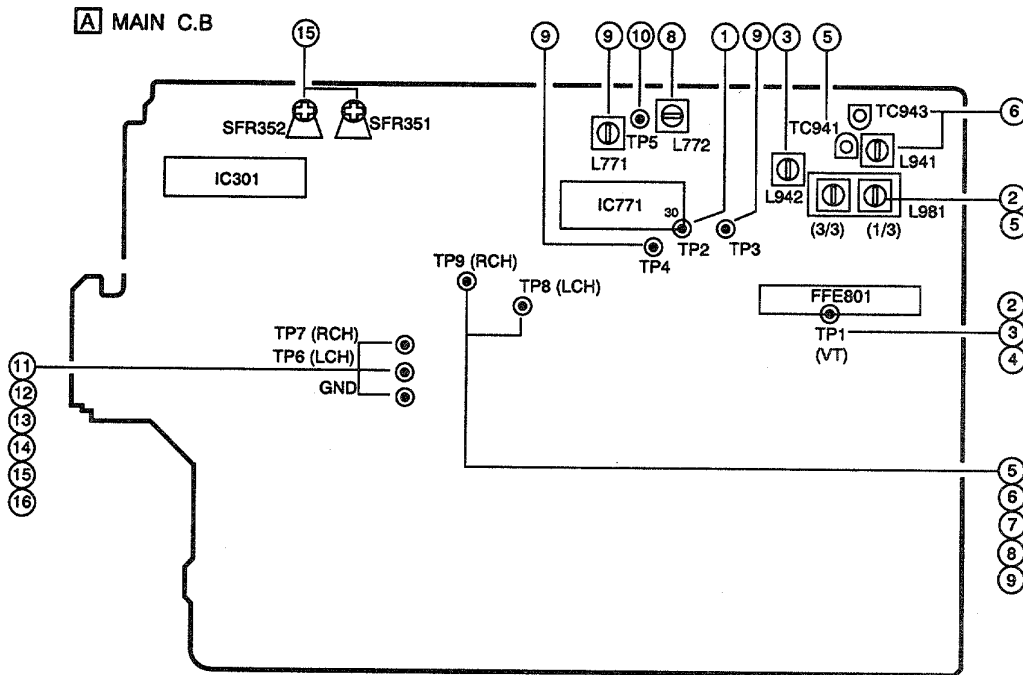 A MAIN C.B
15
9
9
10
8
1
9
3
5
6
SFR352
SFR351
TP5
L771
L772
TC941
TC943
L941
L942
L981
(3/3)
(1/3)
2
5
IC301
IC771
30
TP2
TP3
TP4
TP9 (RCH)
TP8 (LCH)
FFE801
TP1
(VT)
2
3
4
TP7 (RCH)
TP6 (LCH)
GND
11
12
13
14
15
16
5
6
7
8
9